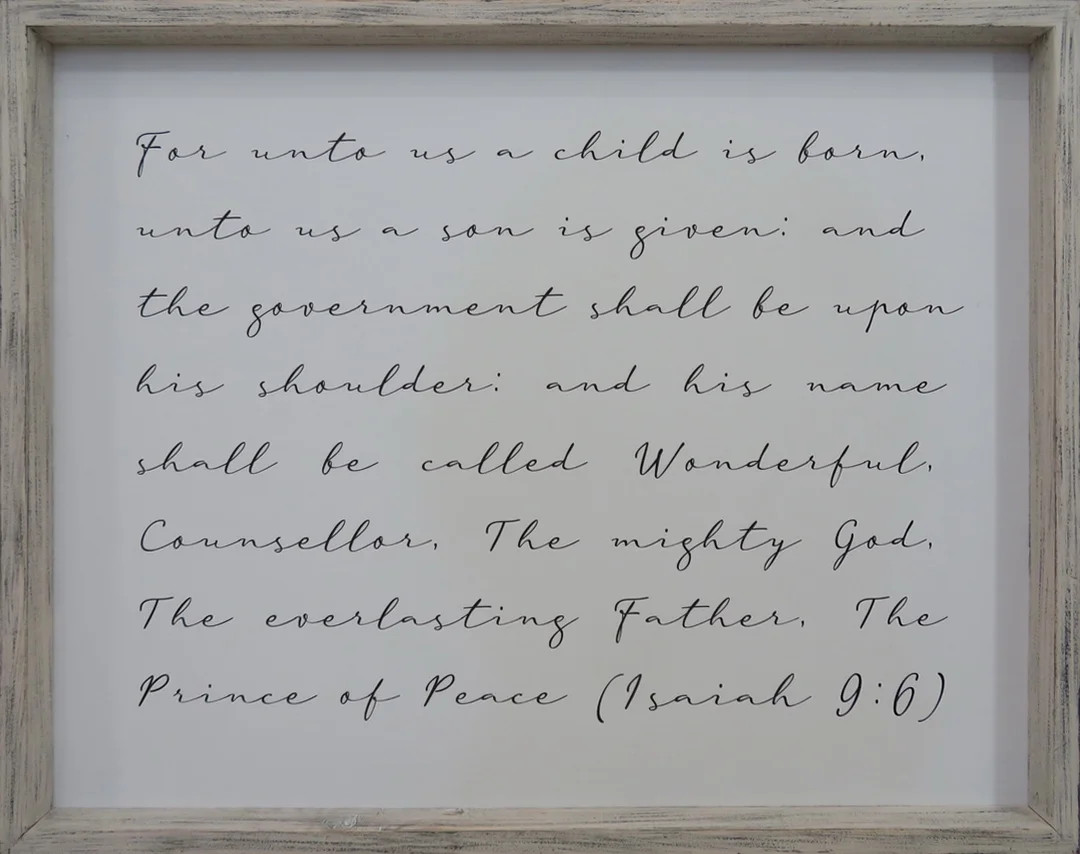 For unto us a child is born,
unto us a son is given: and
the government shall be upon
his shoulder: and his name
shall be called Wonderful,
Counsellor, The mighty God,
The everlasting Father, The
Prince of Peace (Isaiah 9:6)